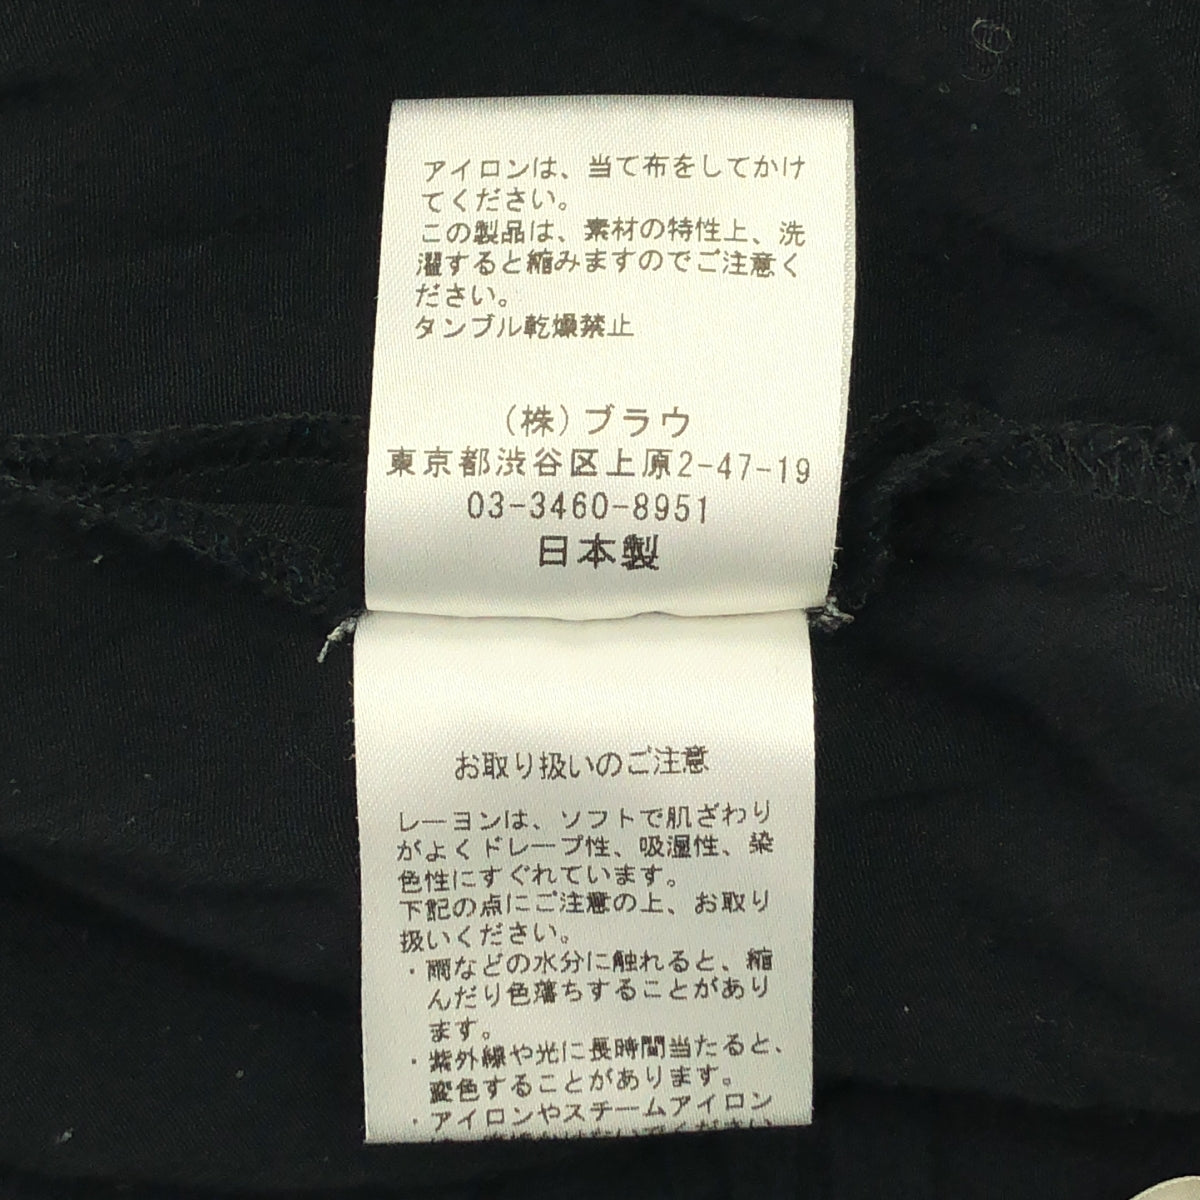 アイロンは、当て布をしてかけ
てください。
この製品は、素材の特性上、洗
濯すると縮みますのでご注意く
ださい。
タンブル乾燥禁止
(株)ブラウ
東京都渋谷区上原2-47-19
03-3460-8951
日本製
お取り扱いのご注意
レーヨンは、ソフトで肌ざわり
がよくドレープ性、吸湿性、染
色性にすぐれています。
下記の点にご注意の上、お取り
扱いください。
・雨などの水分に触れると、縮
んだり色落ちすることがあり
ます。
・紫外線や光に長時間当たると、
変色することがあります。
・アイロンやスチームアイロン